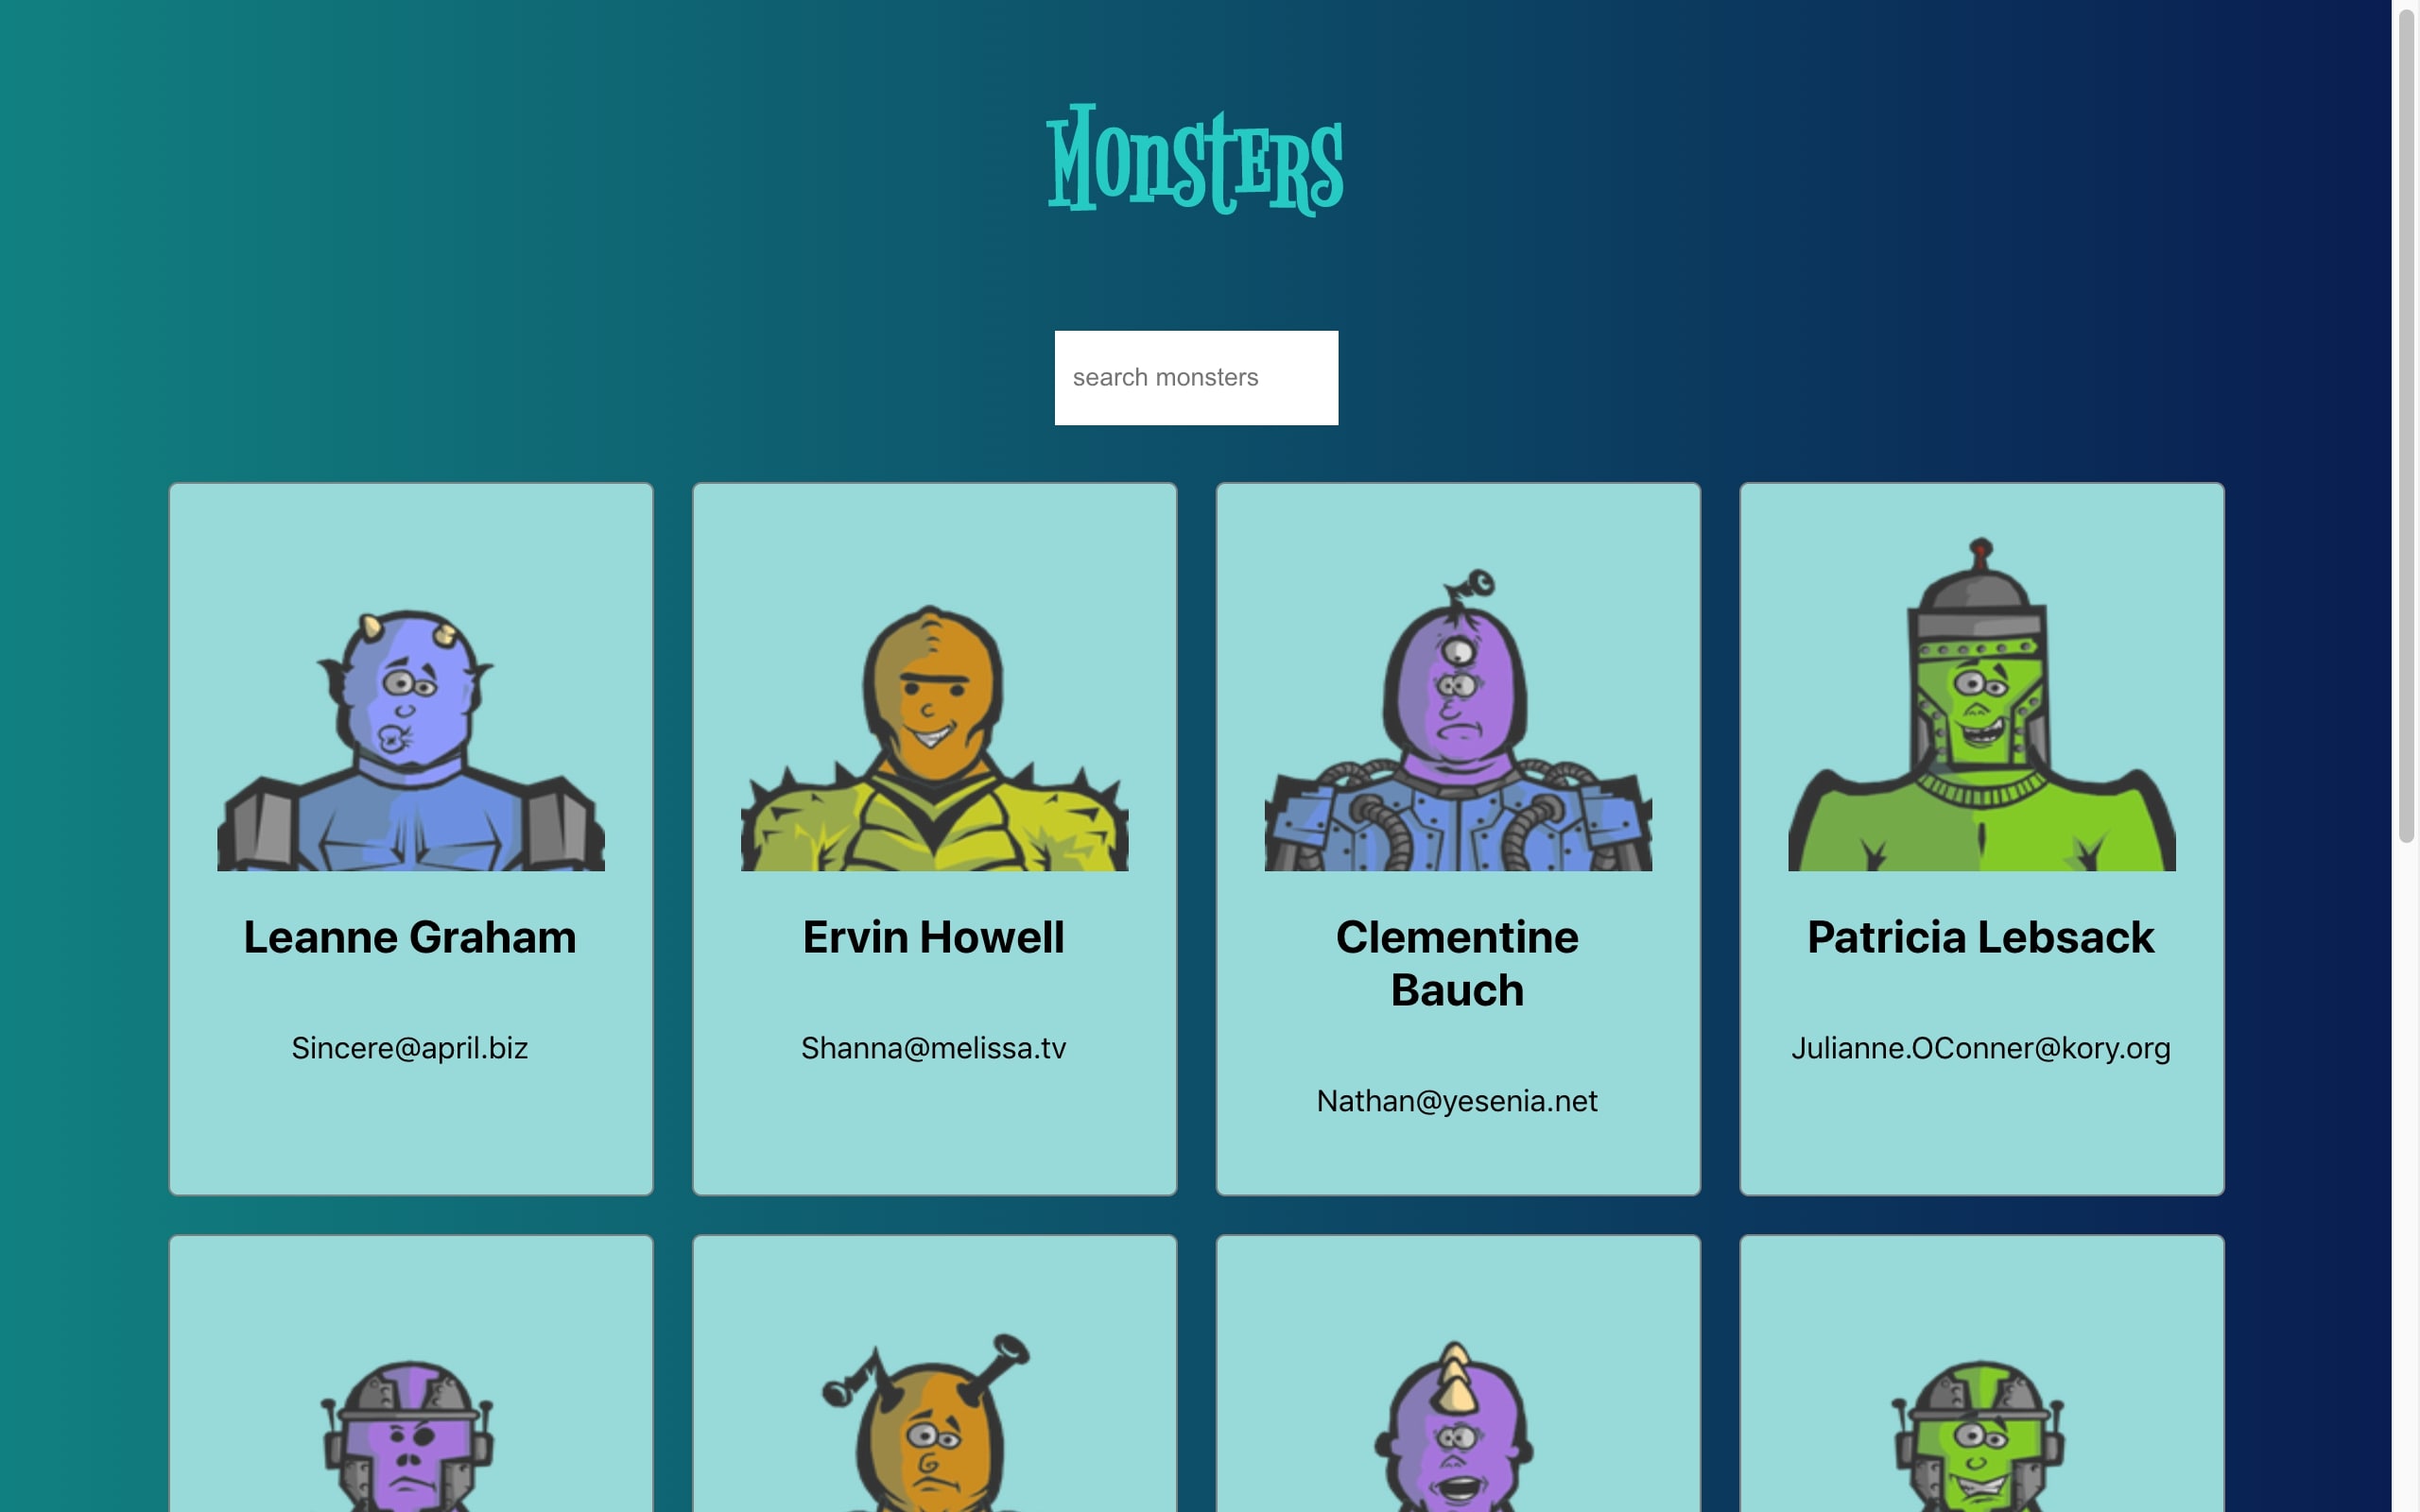 Monsters
search monsters
Leanne Graham
Sincere@april.biz
Ervin Howell
Shanna@melissa.tv
Clementine
Bauch
Nathan@yesenia.net
Patricia Lebsack
Julianne.OConner@kory.org